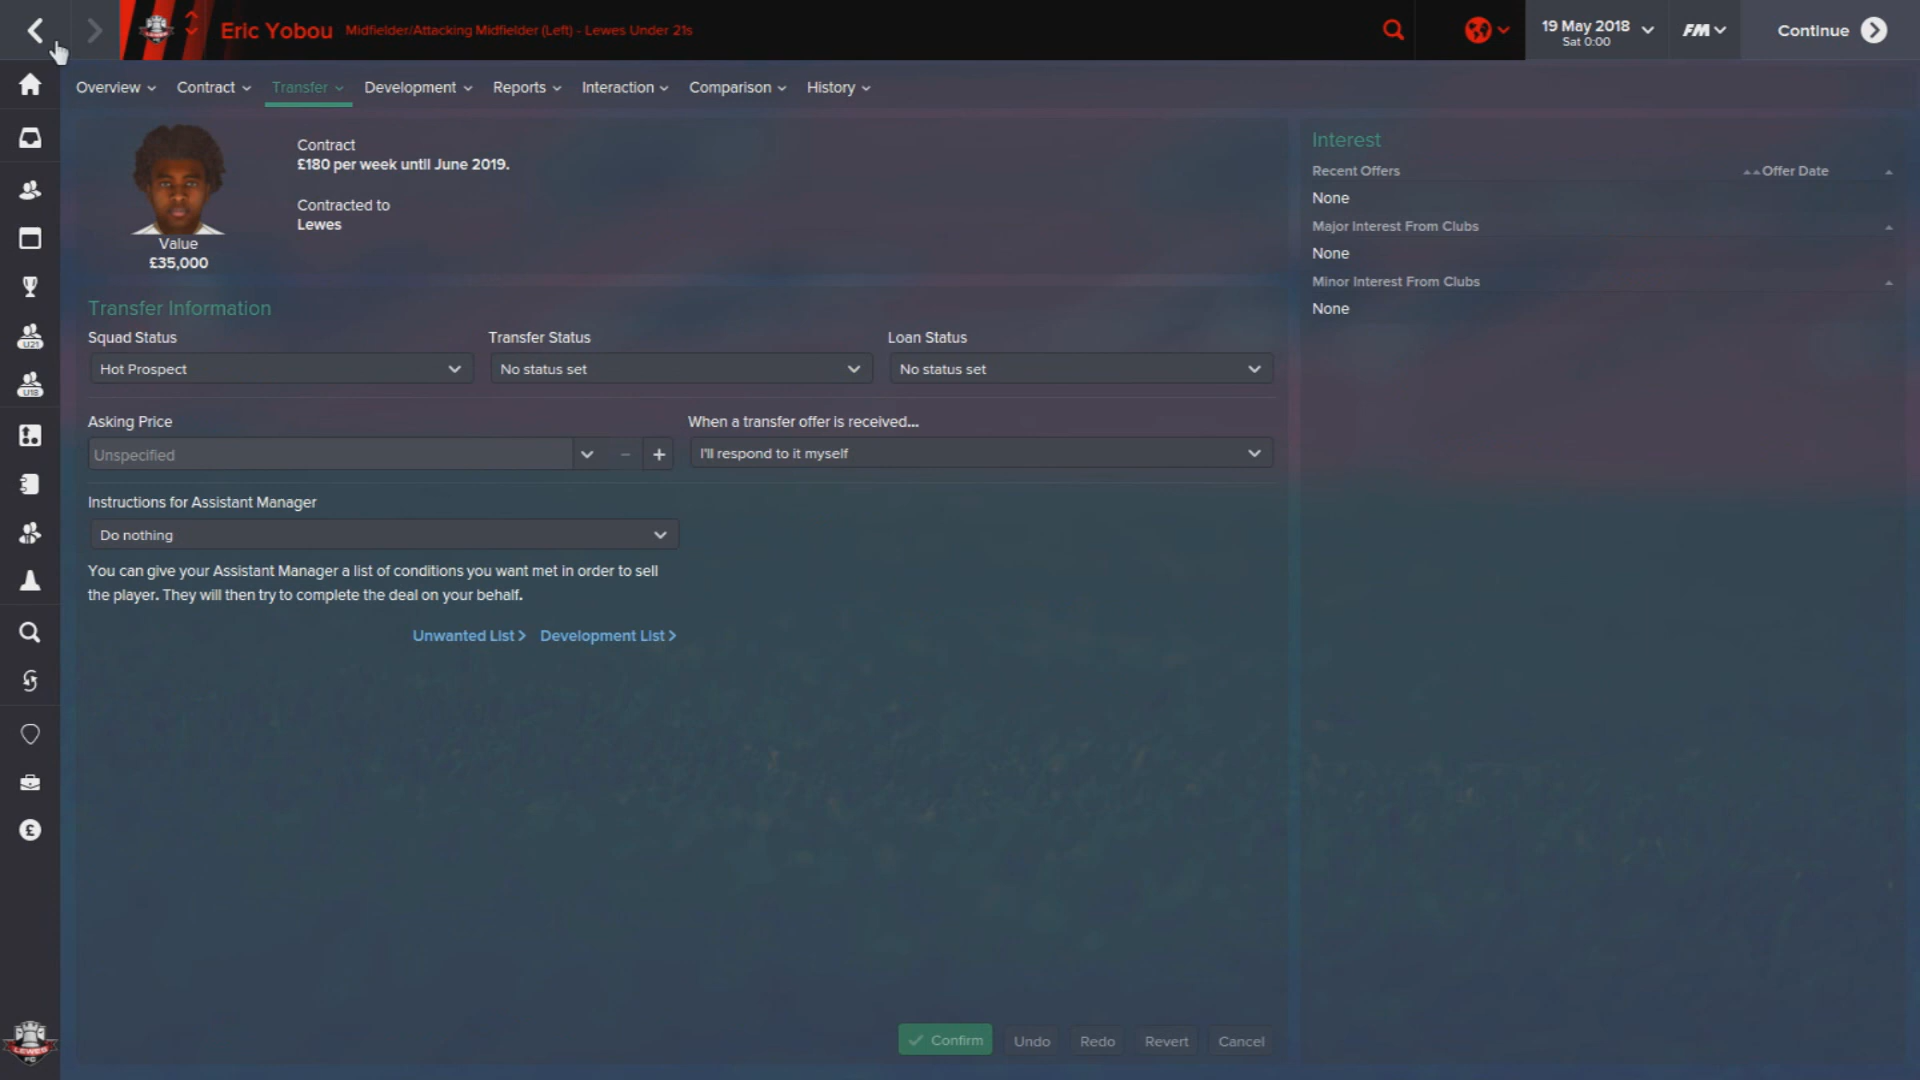 Eric Yobou
Midfielder/Attacking Midfielder (Left) - Lewes Under 21s
19 May 2018
Sat 0:00
FM
Continue
Overview
Contract
Transfer
Development
Reports
Interaction
Comparison
History
Contract
£180 per week until June 2019.
Contracted to
Lewes
Value
£35,000
Interest
Recent Offers
Offer Date
None
Major Interest From Clubs
None
Minor Interest From Clubs
None
Transfer Information
Squad Status
Transfer Status
Loan Status
Hot Prospect
No status set
No status set
Asking Price
When a transfer offer is received...
Unspecified
I'll respond to it myself
Instructions for Assistant Manager
Do nothing
You can give your Assistant Manager a list of conditions you want met in order to sell
the player. They will then try to complete the deal on your behalf.
Unwanted List
Development List
U21
U18
£
LEWES
FC
Confirm
Undo
Redo
Revert
Cancel